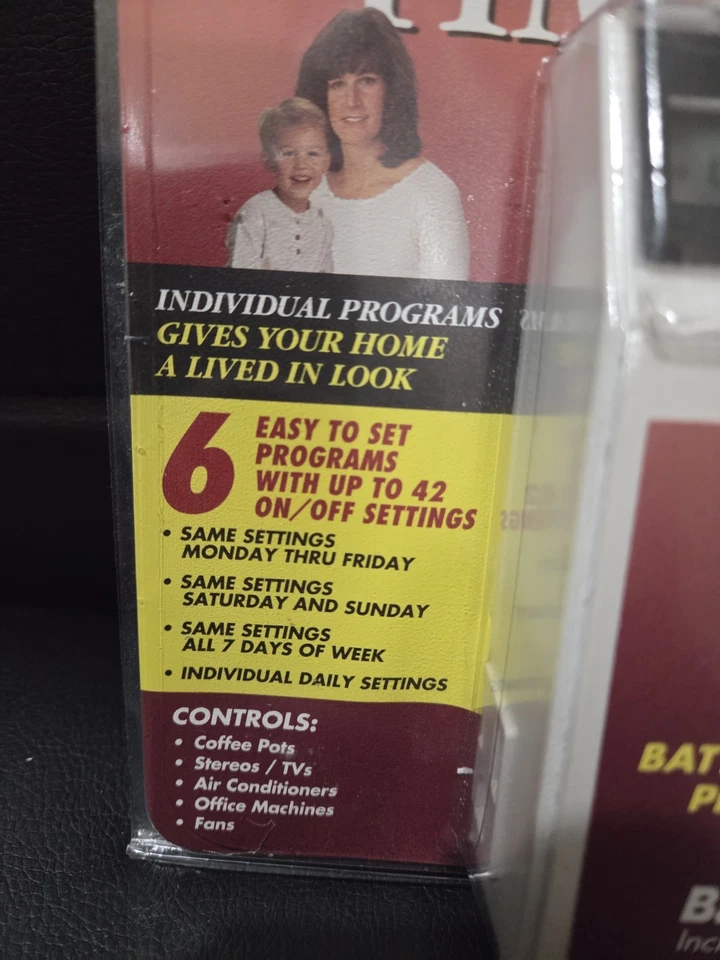 INDIVIDUAL PROGRAMS
GIVES YOUR HOME
A LIVED IN LOOK
6
EASY TO SET
PROGRAMS
WITH UP TO 42
ON/OFF SETTINGS
• SAME SETTINGS
MONDAY THRU FRIDAY
• SAME SETTINGS
SATURDAY AND SUNDAY
• SAME SETTINGS
ALL 7 DAYS OF WEEK
• INDIVIDUAL DAILY SETTINGS
CONTROLS:
• Coffee Pots
• Stereos / TVs
• Air Conditioners
• Office Machines
• Fans